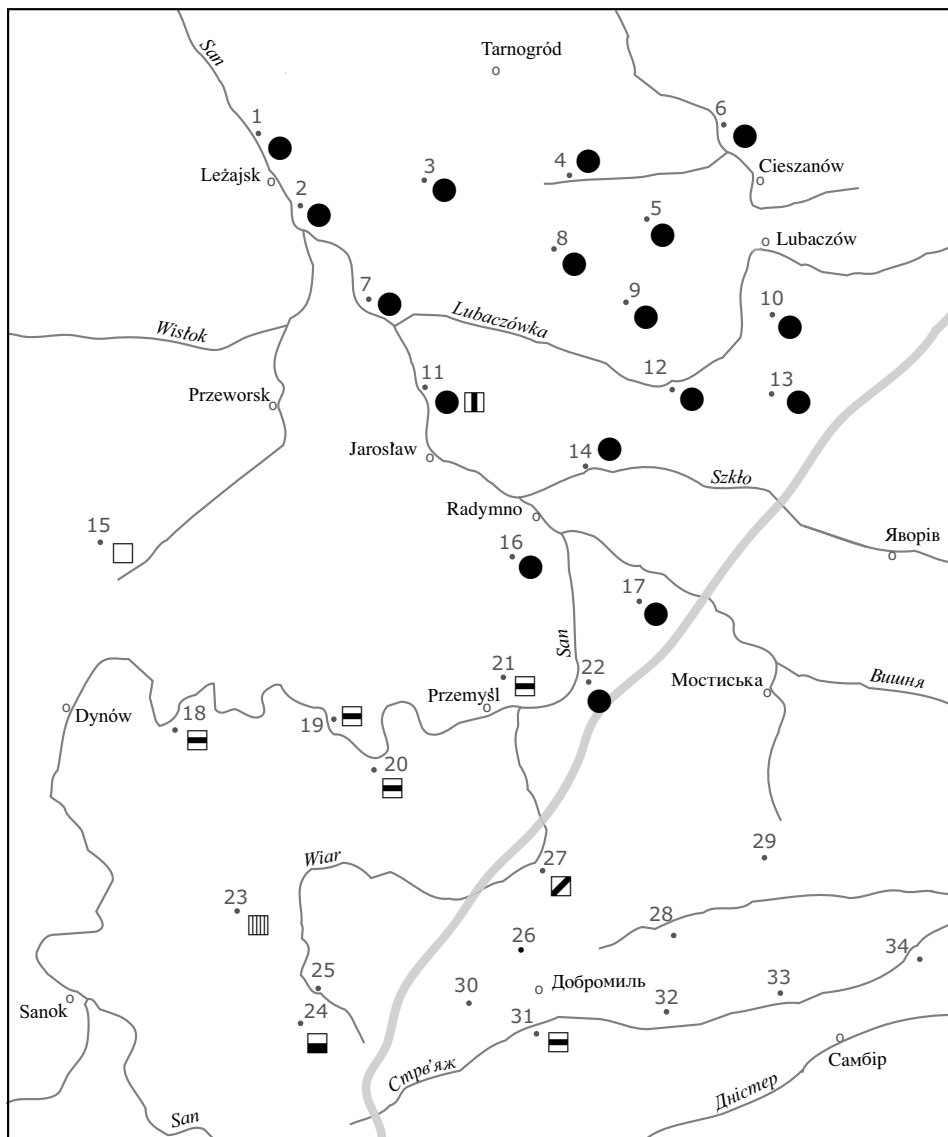 San
Tarnogród
1
6
Leżajsk
3
4
Cieszanów
2
5
8
Lubaczów
7
9
10
Lubaczówka
Wisłok
11
12
13
Przeworsk
Jarosław
14
Szkło
Radymno
15
16
Яворів
17
San
21
22
Мостиська
Вишня
Dynów
18
19
Przemyśl
20
29
Wiar
27
23
28
26
34
25
30
Добромиль
33
Sanok
32
24
31
Самбір
Стрв'яж
Дністер
San